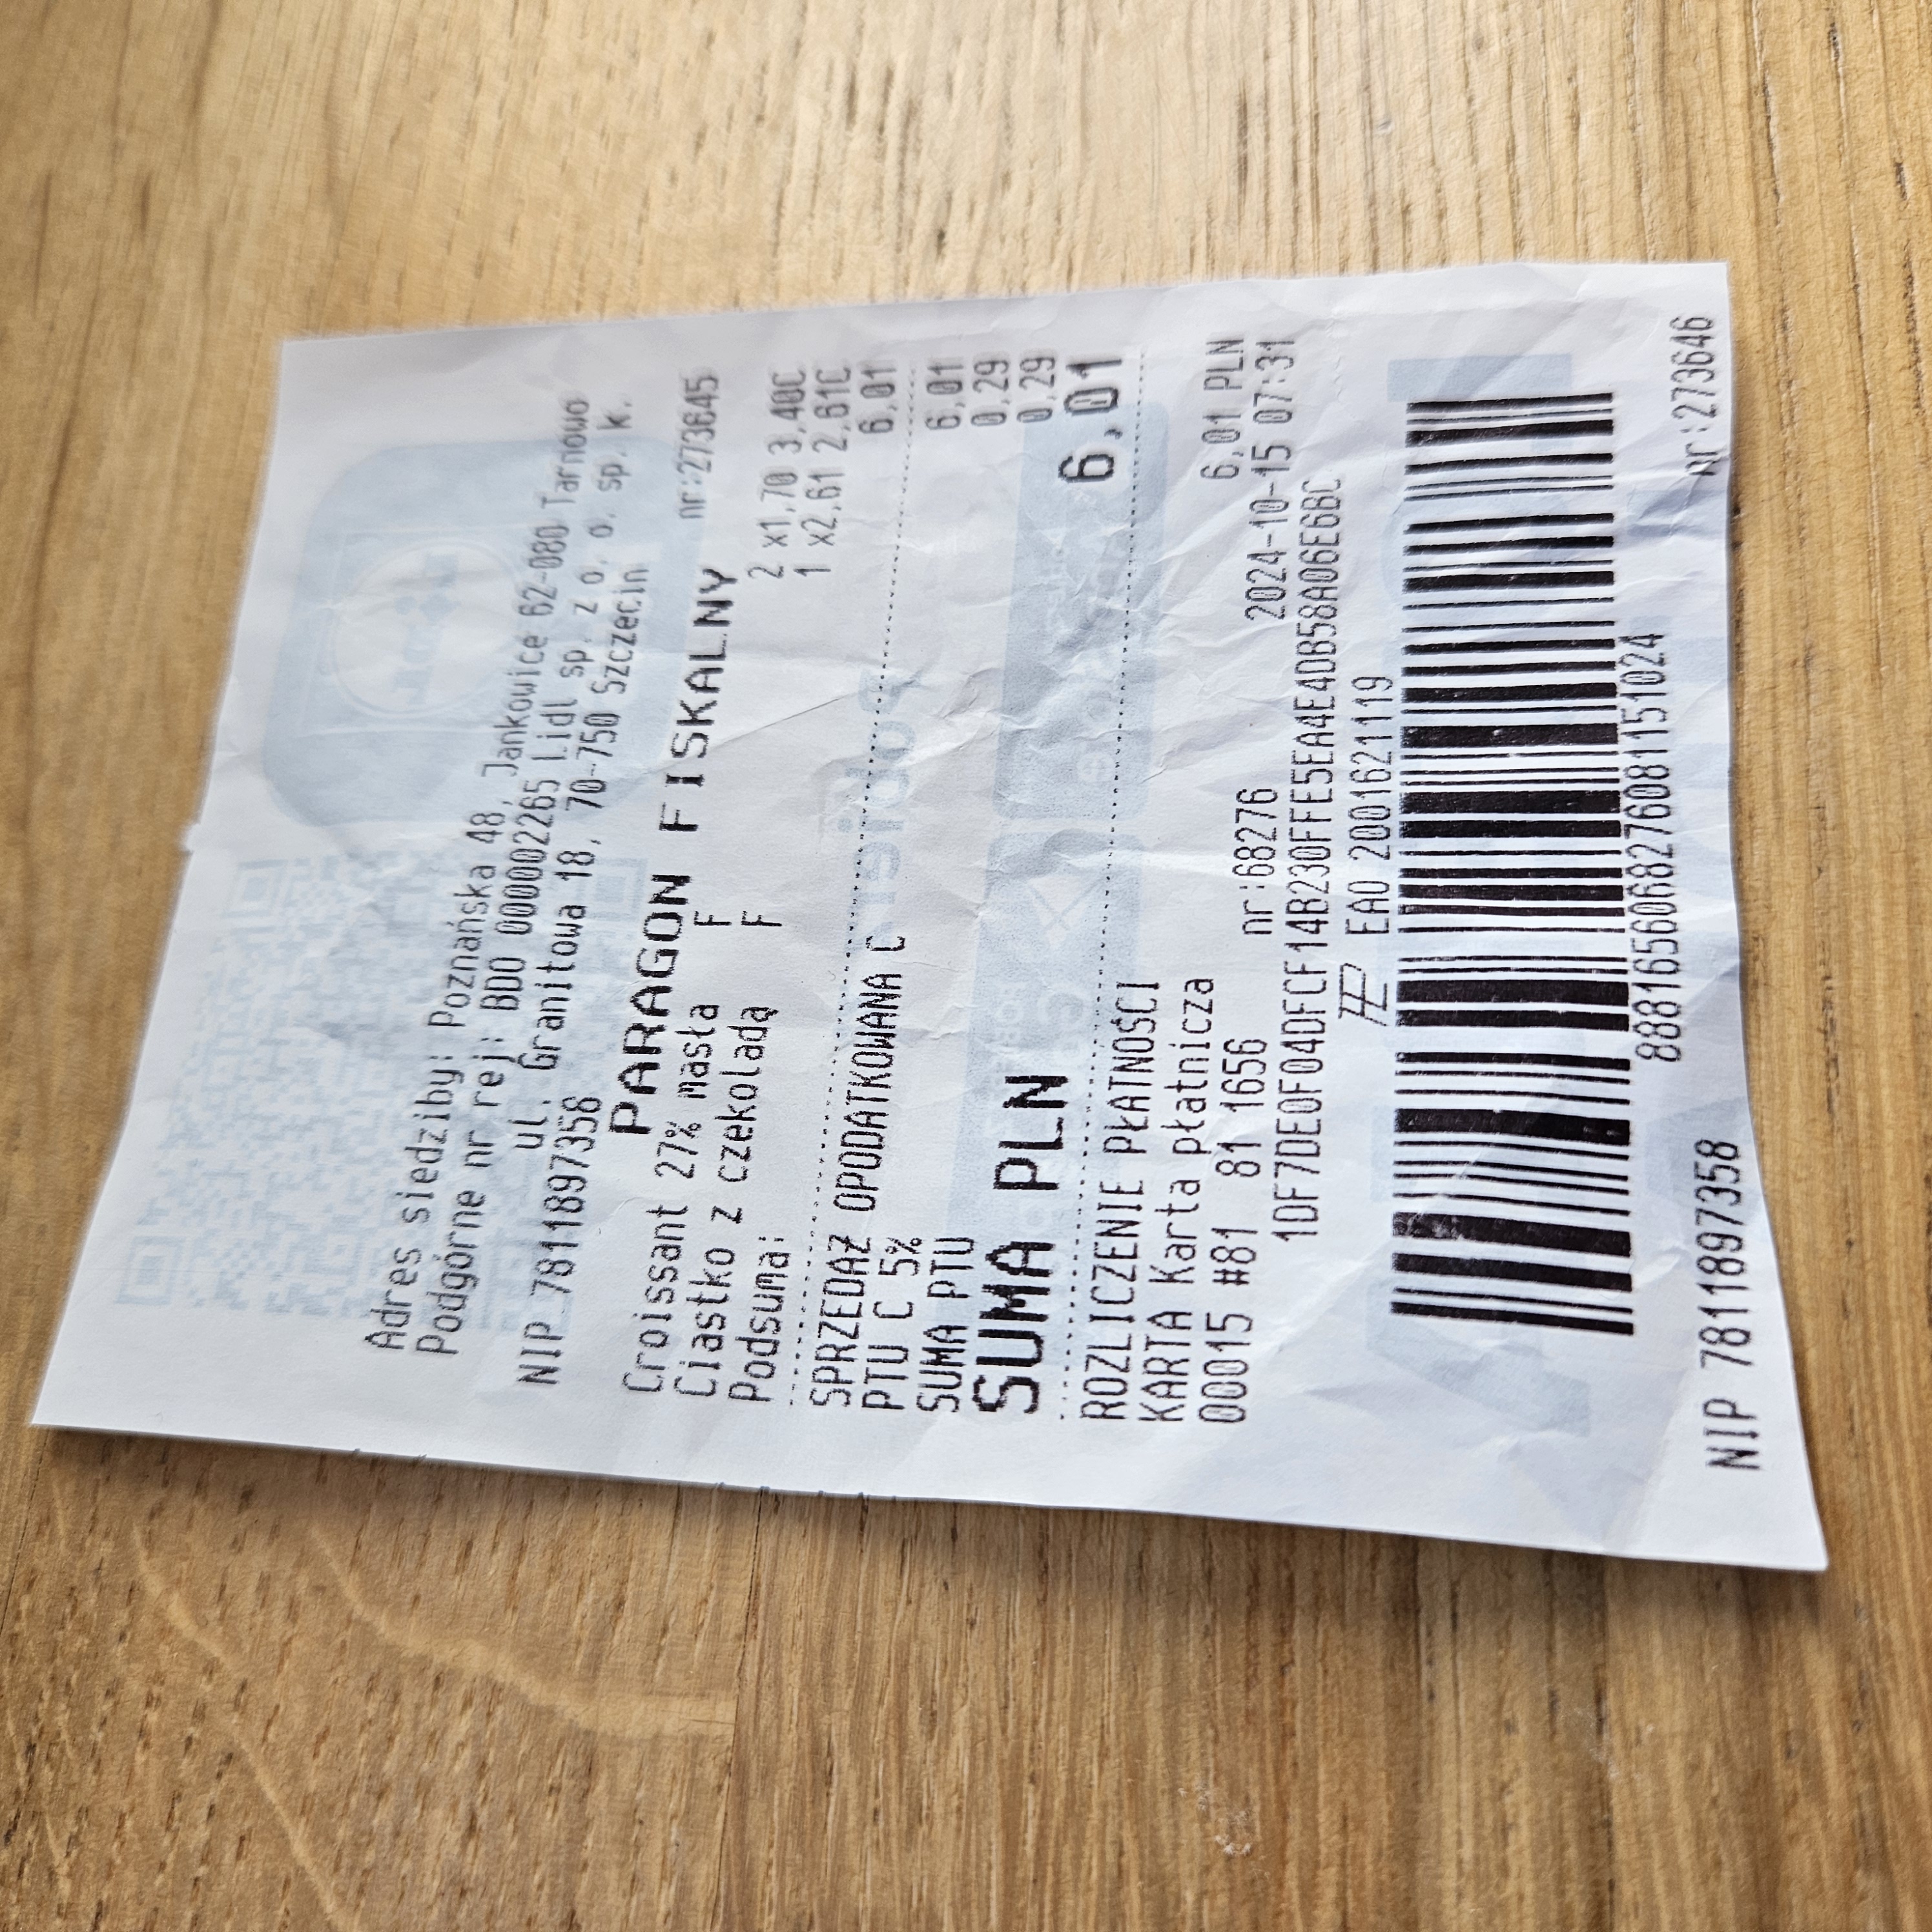 Adres siedziby: Poznańska 48, Jankowice 62-080 Tarnowo
Podgórne nr rej: BDO 000002265 Lidl sp. z o. o. sp. k.
ul. Granitowa 18, 70-750 Szczecin
NIP 7811897358
nr:273645
PARAGON FISKALNY
Croissant 27% masła F 2 x1,70 3,40C
Ciastko z czekoladą F 1 x2,61 2,61C
Podsuma: 6,01
SPRZEDAŻ OPODATKOWANA C 6,01
PTU C 5% 0,29
SUMA PTU 0,29
SUMA PLN 6,01
ROZLICZENIE PŁATNOŚCI
KARTA Karta płatnicza 6,01 PLN
00015 #81 81 1656 nr:68276 2024-10-15 07:31
1DF7DE0F04DFCF14B230FFE5EA4E4DB58A06E6BC
EAO 2001621119
8881656068276081151024
NIP 7811897358 nr:273646